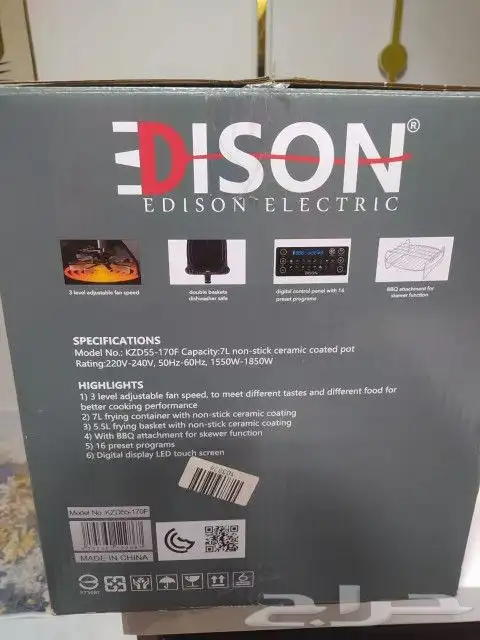 EDISON®
EDISON ELECTRIC
3 level adjustable fan speed
double baskets
dishwasher safe
digital control panel with 16
preset programs
BBQ attachment for
skewer function
SPECIFICATIONS
Model No.: KZD55-170F Capacity:7L non-stick ceramic coated pot
Rating:220V-240V, 50Hz-60Hz, 1550W-1850W
HIGHLIGHTS
1) 3 level adjustable fan speed, to meet different tastes and different food for
better cooking performance
2) 7L frying container with non-stick ceramic coating
3) 5.5L frying basket with non-stick ceramic coating
4) With BBQ attachment for skewer function
5) 16 preset programs
6) Digital display LED touch screen
Model No.:KZD55-170F
MADE IN CHINA
حراج